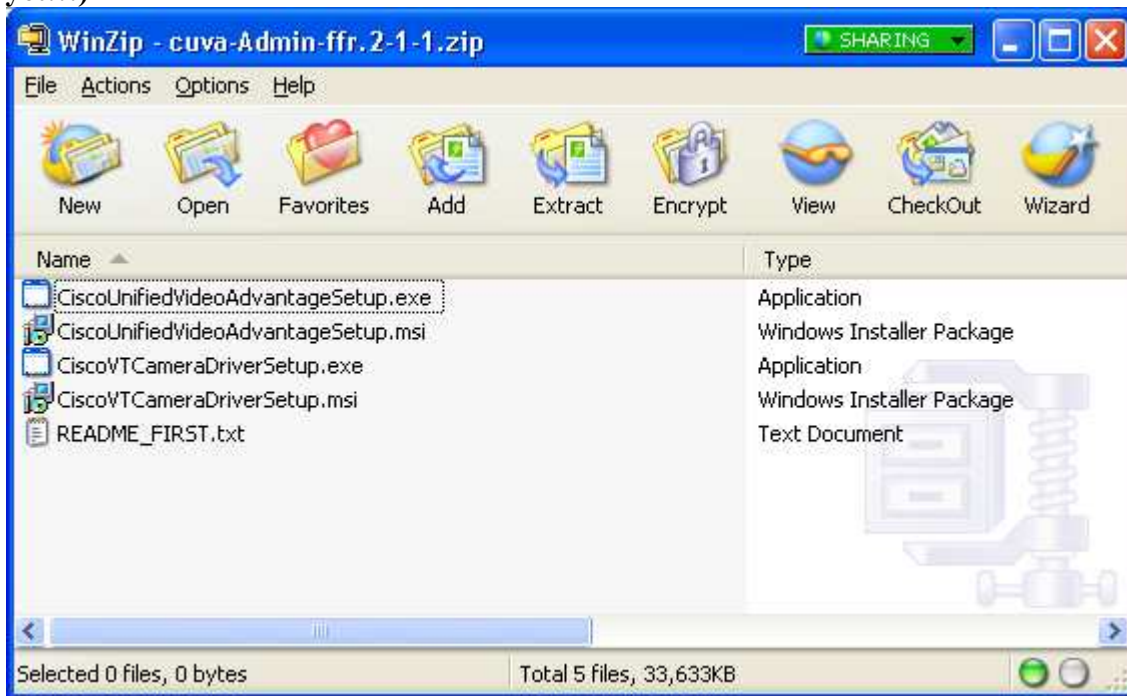 WinZip - cuva-Admin-ffr.2-1-1.zip SHARING
File Actions Options Help
New Open Favorites Add Extract Encrypt View CheckOut Wizard
Name Type
CiscoUnifiedVideoAdvantageSetup.exe Application
CiscoUnifiedVideoAdvantageSetup.msi Windows Installer Package
CiscoVTCameraDriverSetup.exe Application
CiscoVTCameraDriverSetup.msi Windows Installer Package
README_FIRST.txt Text Document
Selected 0 files, 0 bytes Total 5 files, 33,633KB